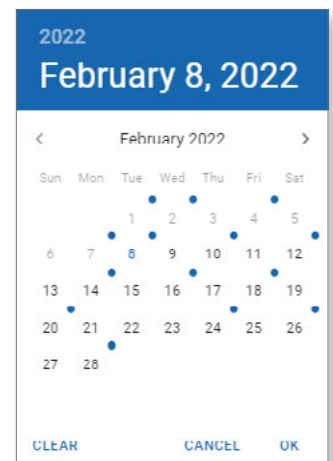 2022
February 8, 2022
February 2022
Sun Mon Tue Wed Thu Fri Sat
1 2 3 4 5
6 7 8 9 10 11 12
13 14 15 16 17 18 19
20 21 22 23 24 25 26
27 28
CLEAR CANCEL OK